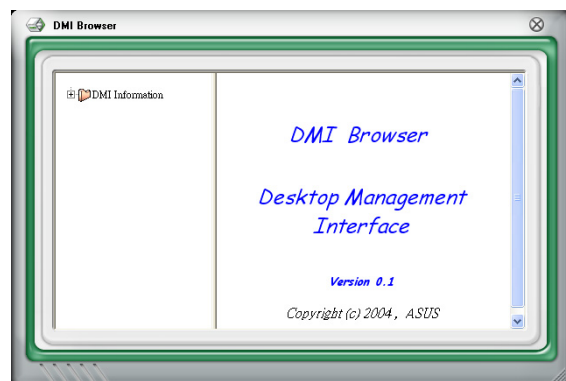 DMI Browser
DMI Information
DMI Browser
Desktop Management
Interface
Version 0.1
Copyright (c) 2004, ASUS